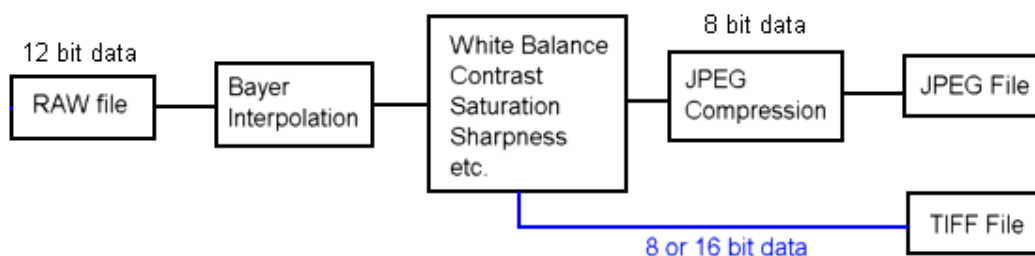 12 bit data
RAW file
Bayer
Interpolation
White Balance
Contrast
Saturation
Sharpness
etc.
8 bit data
JPEG
Compression
JPEG File
8 or 16 bit data
TIFF File